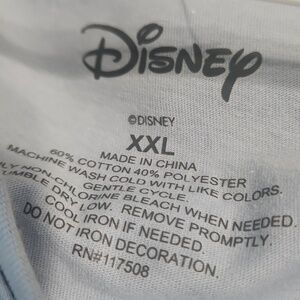 Disney
©DISNEY
XXL
MADE IN CHINA
60% COTTON 40% POLYESTER
MACHINE WASH COLD WITH LIKE COLORS.
GENTLE CYCLE.
NON-CHLORINE BLEACH WHEN NEEDED.
TUMBLE DRY LOW. REMOVE PROMPTLY.
COOL IRON IF NEEDED
DO NOT IRON DECORATION.
RN#117508